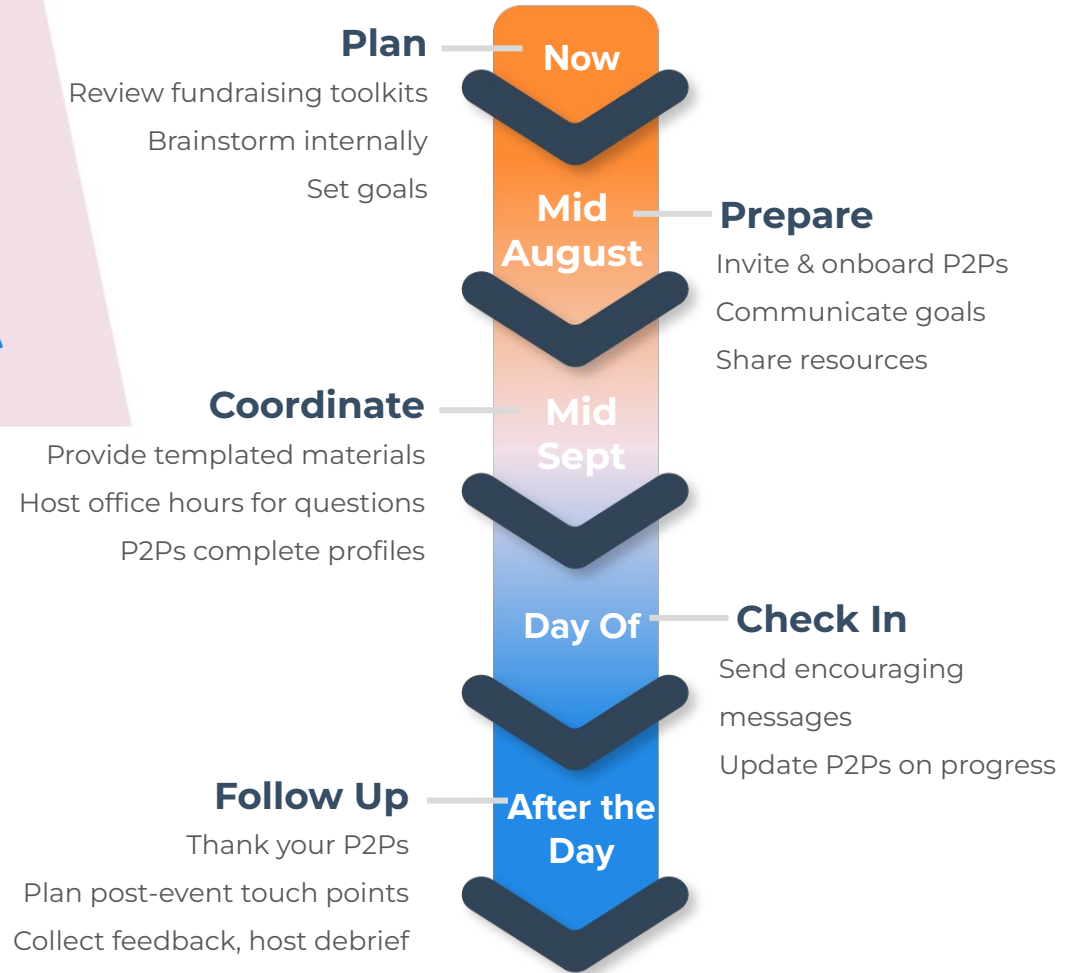 Plan
Now
Review fundraising toolkits
Brainstorm internally
Set goals
Mid
August
Prepare
Invite & onboard P2Ps
Communicate goals
Share resources
Coordinate
Mid
Sept
Provide templated materials
Host office hours for questions
P2Ps complete profiles
Day Of
Check In
Send encouraging
messages
Update P2Ps on progress
Follow Up
After the
Day
Thank your P2Ps
Plan post-event touch points
Collect feedback, host debrief